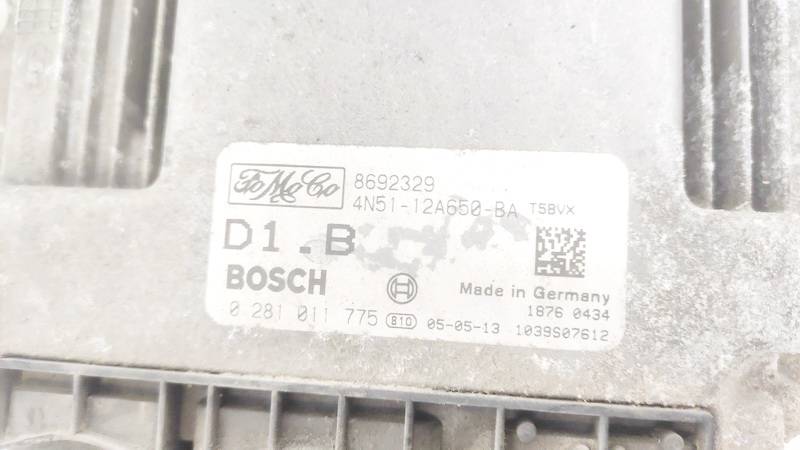 FoMoCo 8692329
4N51-12A650-BA T5BVX
D1.B
BOSCH
Made in Germany
1876 0434
0 281 011 775 B10 05-05-13 1039S07612